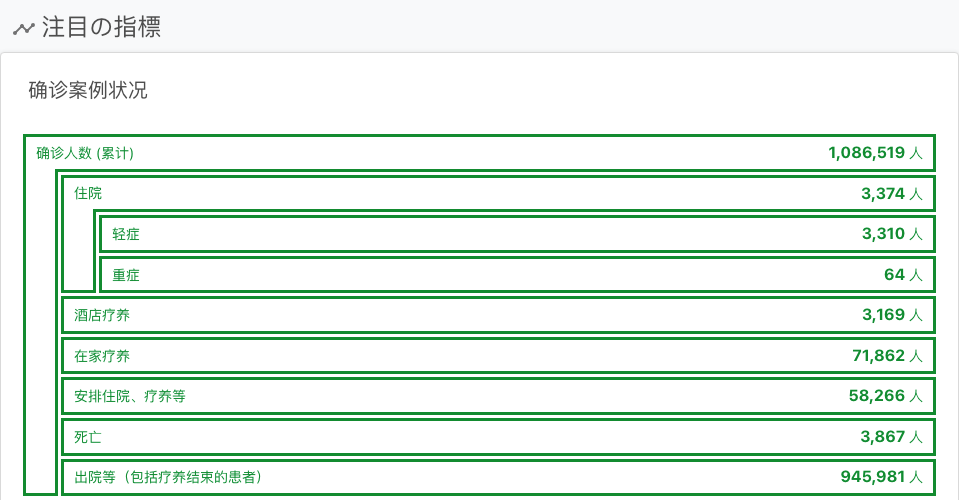 注目の指標
确诊案例状况
确诊人数 (累计) 1,086,519 人
住院 3,374 人
轻症 3,310 人
重症 64 人
酒店疗养 3,169 人
在家疗养 71,862 人
安排住院、疗养等 58,266 人
死亡 3,867 人
出院等（包括疗养结束的患者） 945,981 人